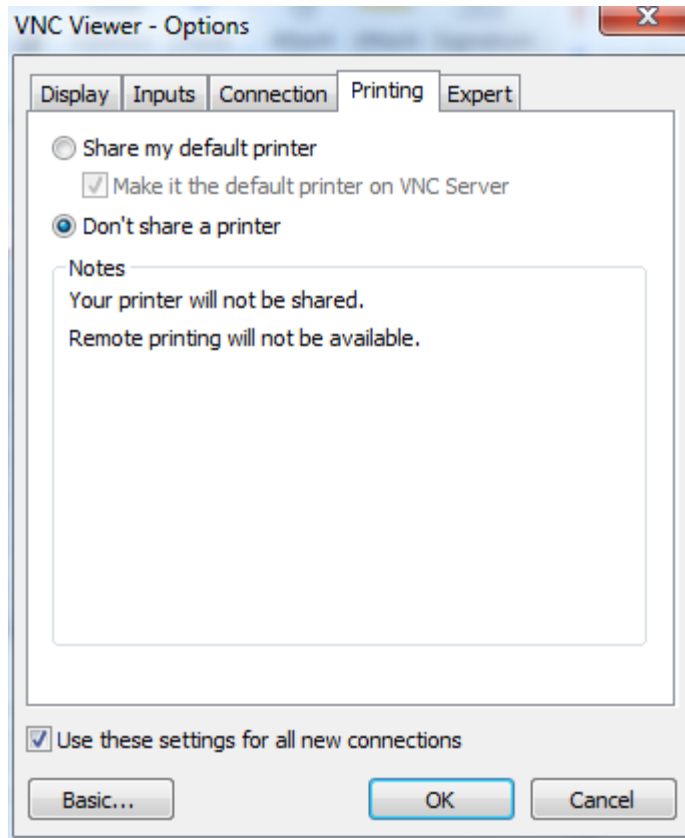 VNC Viewer - Options
Display Inputs Connection Printing Expert
Share my default printer
Make it the default printer on VNC Server
Don't share a printer
Notes
Your printer will not be shared.
Remote printing will not be available.
Use these settings for all new connections
Basic... OK Cancel